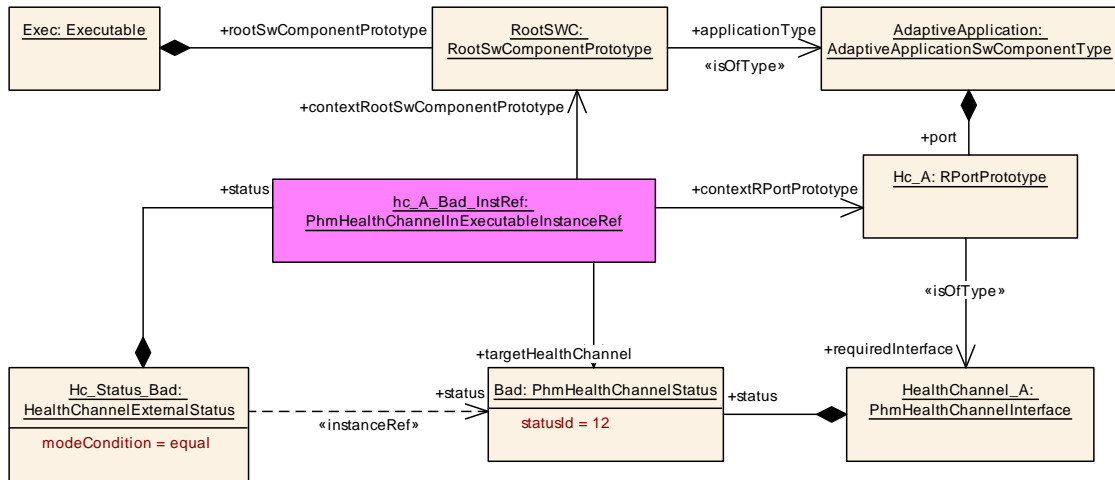 Exec: Executable
+rootSwComponentPrototype
RootSWC:
RootSwComponentPrototype
+applicationType
«isOfType»
AdaptiveApplication:
AdaptiveApplicationSwComponentType
+contextRootSwComponentPrototype
+port
Hc_A: RPortPrototype
+status
hc_A_Bad_InstRef:
PhmHealthChannelInExecutableInstanceRef
+contextRPortPrototype
«isOfType»
+targetHealthChannel
+requiredInterface
Hc_Status_Bad:
HealthChannelExternalStatus
modeCondition = equal
+status
«instanceRef»
Bad: PhmHealthChannelStatus
statusId = 12
+status
HealthChannel_A:
PhmHealthChannelInterface